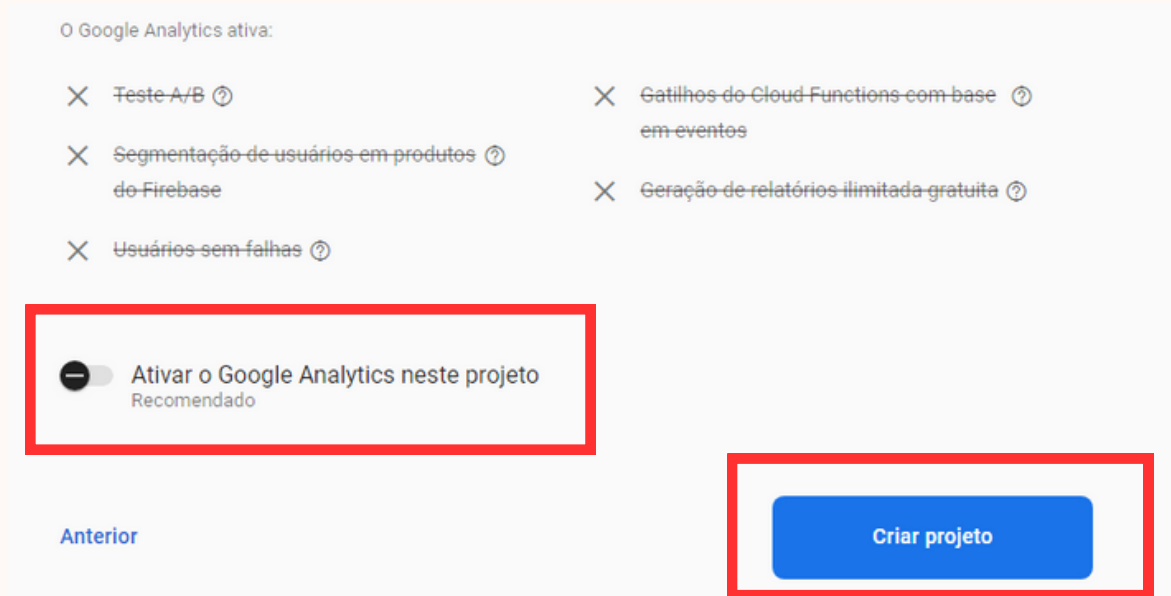 O Google Analytics ativa:
Teste A/B
Segmentação de usuários em produtos
do Firebase
Usuários sem falhas
Gatilhos do Cloud Functions com base
em eventos
Geração de relatórios ilimitada gratuita
Ativar o Google Analytics neste projeto
Recomendado
Anterior
Criar projeto